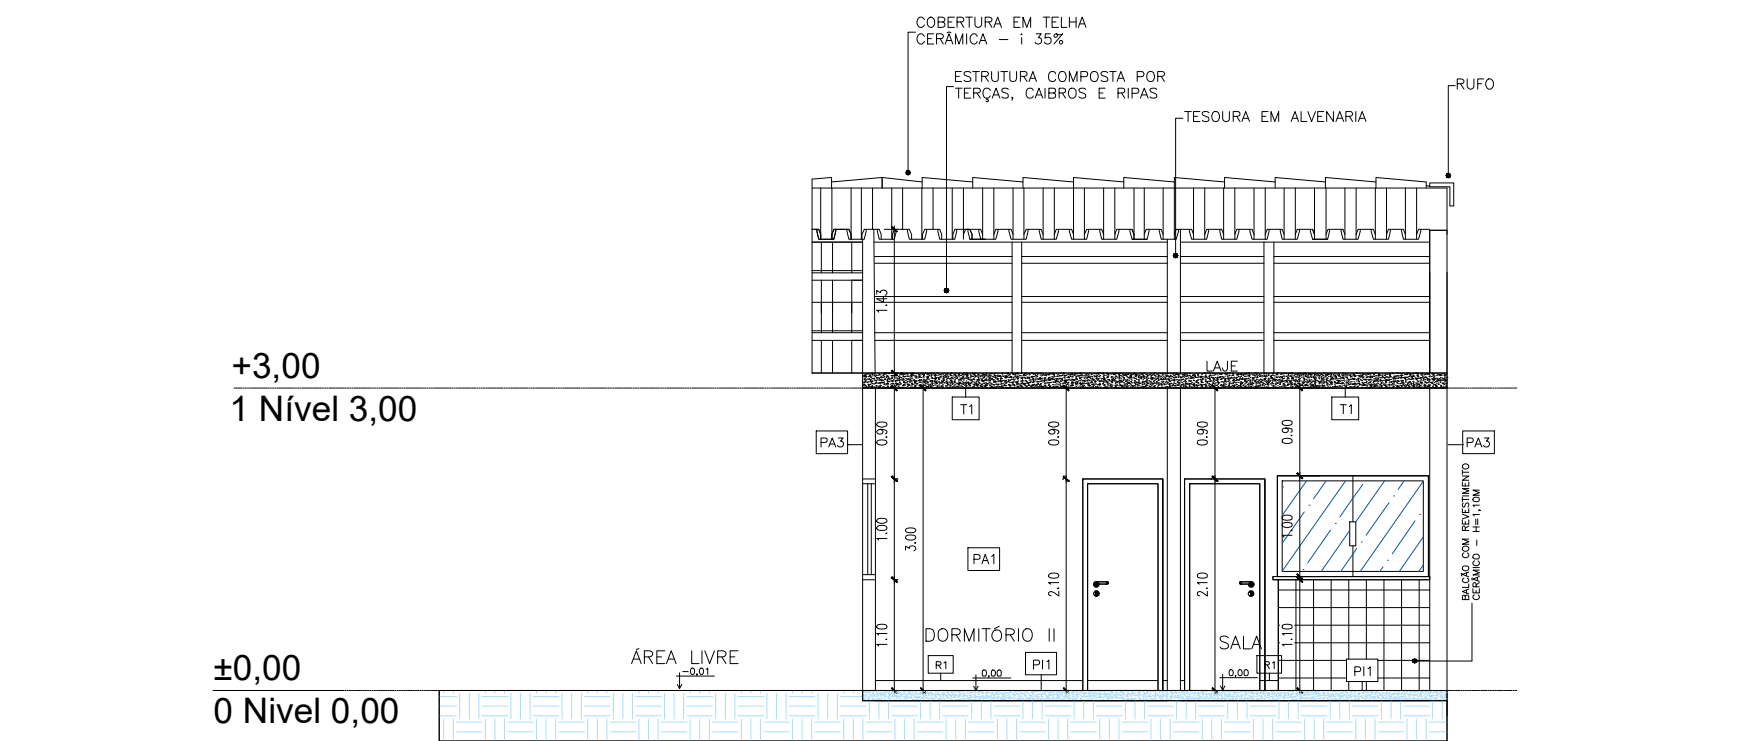 COBERTURA EM TELHA
CERÂMICA – i 35%
ESTRUTURA COMPOSTA POR
TERÇAS, CAIBROS E RIPAS
RUFO
TESOURA EM ALVENARIA
1.43
+3,00
LAJE
1 Nível 3,00
T1
T1
PA3
0.90
0.90
0.90
0.90
PA3
BALCÃO COM REVESTIMENTO
CERÂMICO – H=1,10M
1.00
3.00
1.00
PA1
2.10
2.10
1.10
DORMITÓRIO II
SALA
1.10
ÁREA LIVRE
-0,01
±0,00
R1
PI1
0,00
0,00
R1
PI1
0 Nivel 0,00